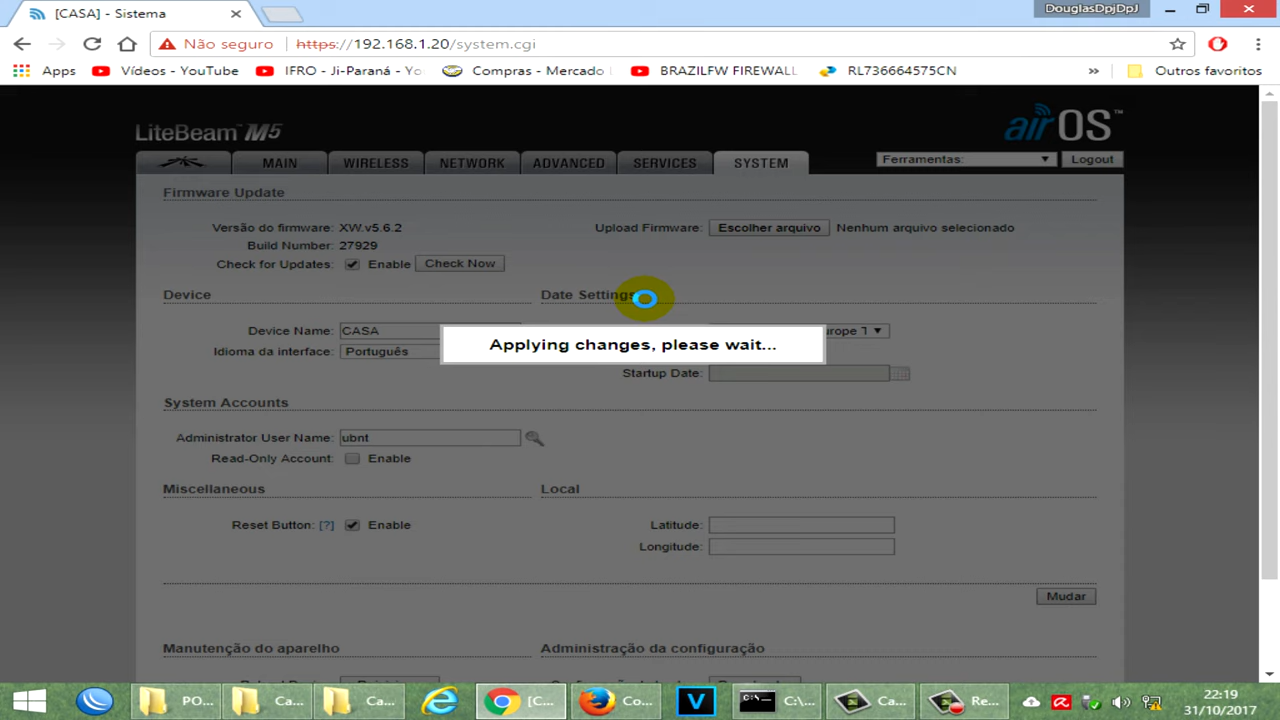 [CASA] - Sistema
DouglasDpjDpJ
Não seguro https://192.168.1.20/system.cgi
Apps Vídeos - YouTube IFRO - Ji-Paraná - Yo Compras - Mercado BRAZILFW FIREWALL RL736664575CN » Outros favoritos
LiteBeam™ M5
airOS™
MAIN WIRELESS NETWORK ADVANCED SERVICES SYSTEM Ferramentas: Logout
Firmware Update
Versão do firmware: XW.v5.6.2 Upload Firmware: Escolher arquivo Nenhum arquivo selecionado
Build Number: 27929
Check for Updates: Enable Check Now
Device Date Settings
Device Name: CASA urope T
Idioma da interface: Português
Applying changes, please wait...
Startup Date:
System Accounts
Administrator User Name: ubnt
Read-Only Account: Enable
Miscellaneous Local
Reset Button: [?] Enable Latitude:
Longitude:
Mudar
Manutenção do aparelho Administração da configuração
PO... Ca... Ca... [C... Co... V C:\... Ca... Re...
22:19
31/10/2017